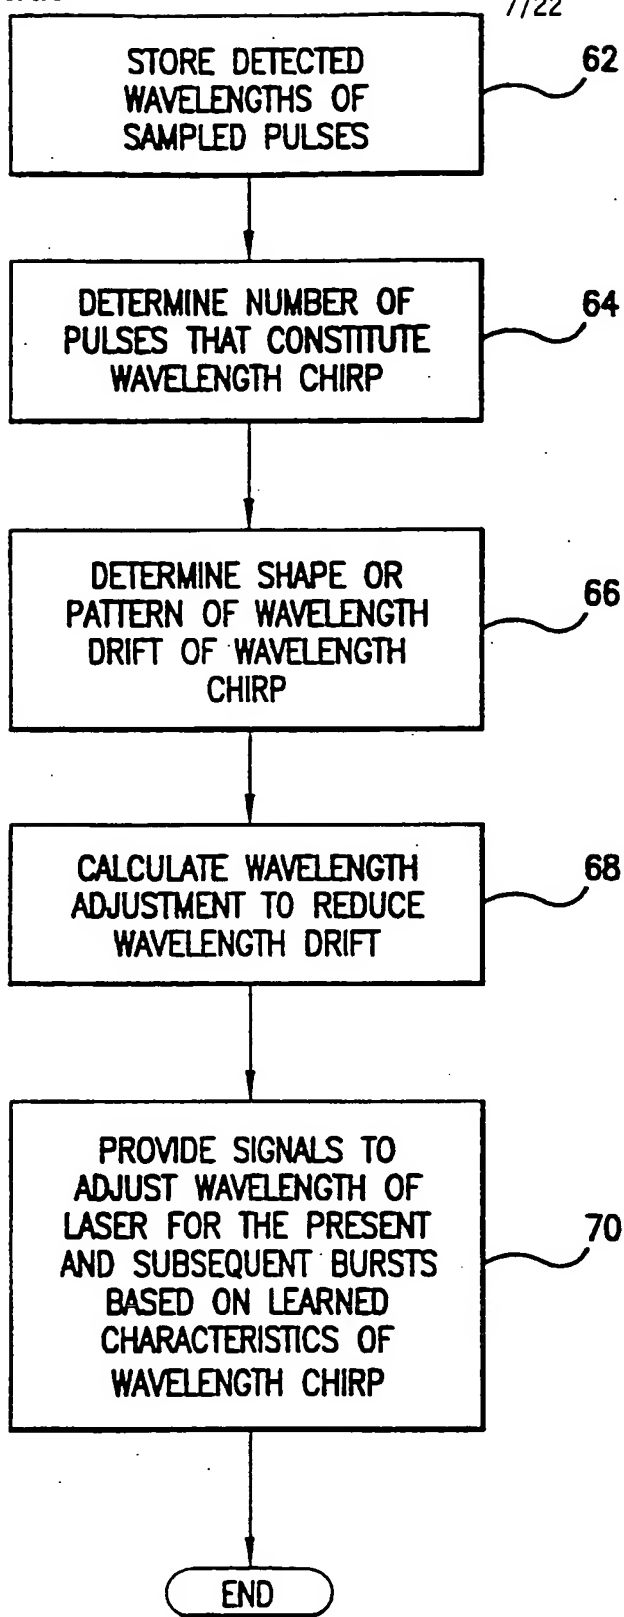 7/22
STORE DETECTED
WAVELENGTHS OF
SAMPLED PULSES
62
DETERMINE NUMBER OF
PULSES THAT CONSTITUTE
WAVELENGTH CHIRP
64
DETERMINE SHAPE OR
PATTERN OF WAVELENGTH
DRIFT OF WAVELENGTH
CHIRP
66
CALCULATE WAVELENGTH
ADJUSTMENT TO REDUCE
WAVELENGTH DRIFT
68
PROVIDE SIGNALS TO
ADJUST WAVELENGTH OF
LASER FOR THE PRESENT
AND SUBSEQUENT BURSTS
BASED ON LEARNED
CHARACTERISTICS OF
WAVELENGTH CHIRP
70
END